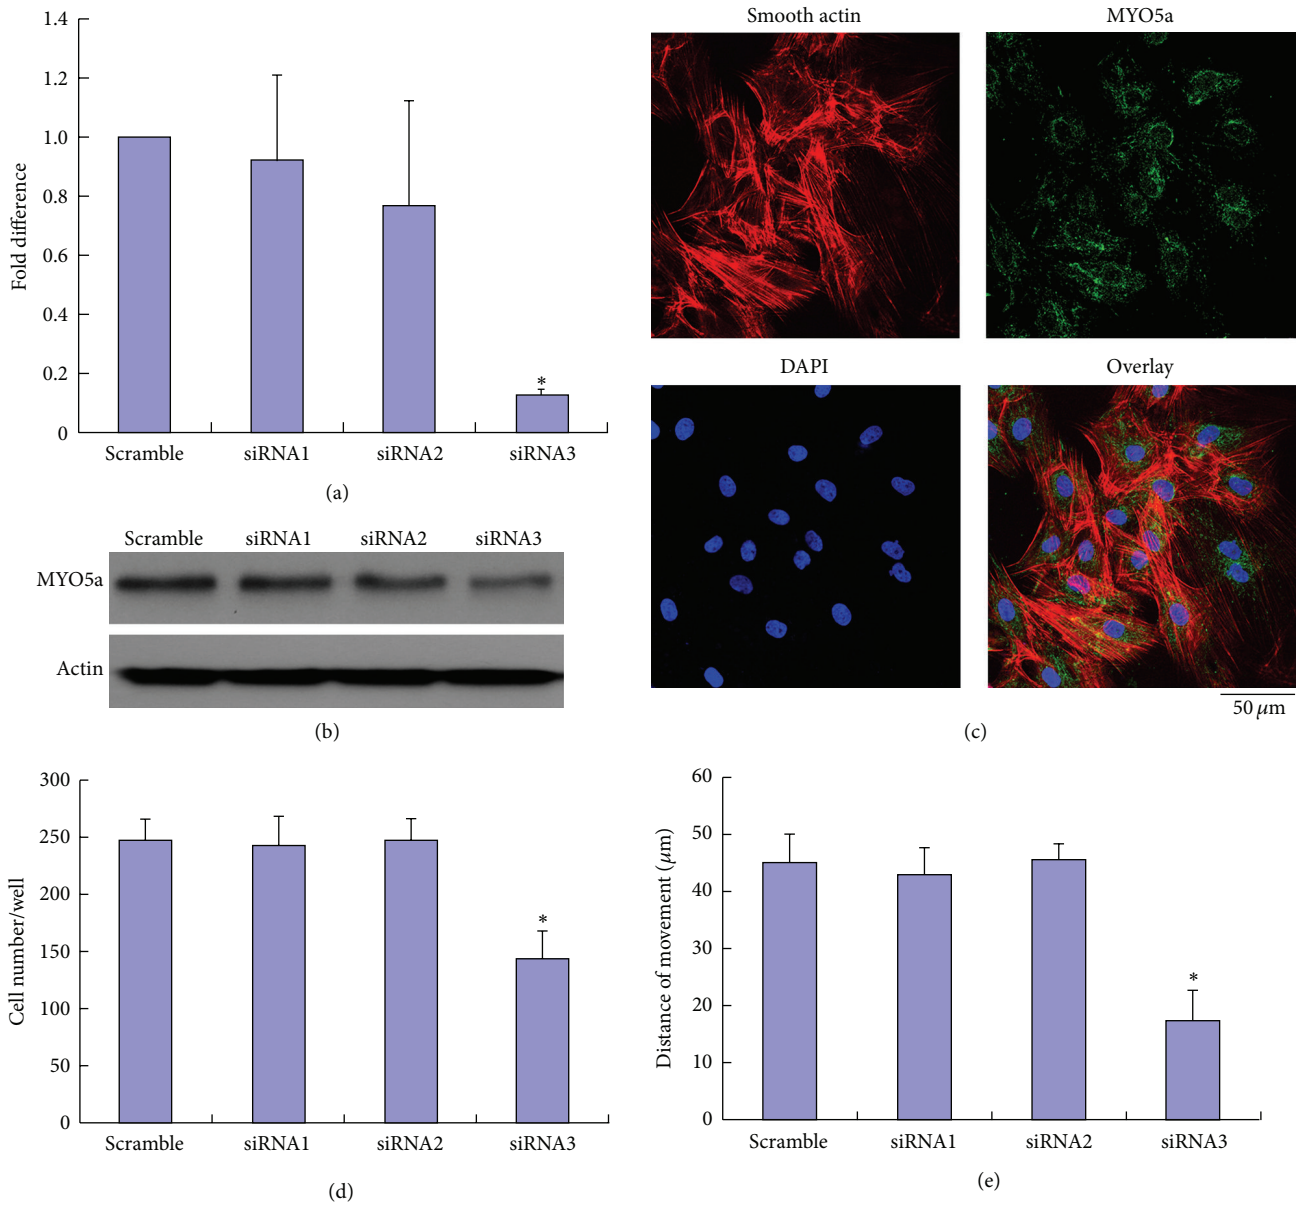 1.4
1.2
1.0
0.8
0.6
0.4
0.2
0
Fold difference
*
Scramble siRNA1 siRNA2 siRNA3
(a)
Scramble siRNA1 siRNA2 siRNA3
MYO5a
Actin
(b)
Smooth actin MYO5a
DAPI Overlay
50 μm
(c)
300
250
200
150
100
50
0
Cell number/well
*
Scramble siRNA1 siRNA2 siRNA3
(d)
60
50
40
30
20
10
0
Distance of movement (μm)
*
Scramble siRNA1 siRNA2 siRNA3
(e)